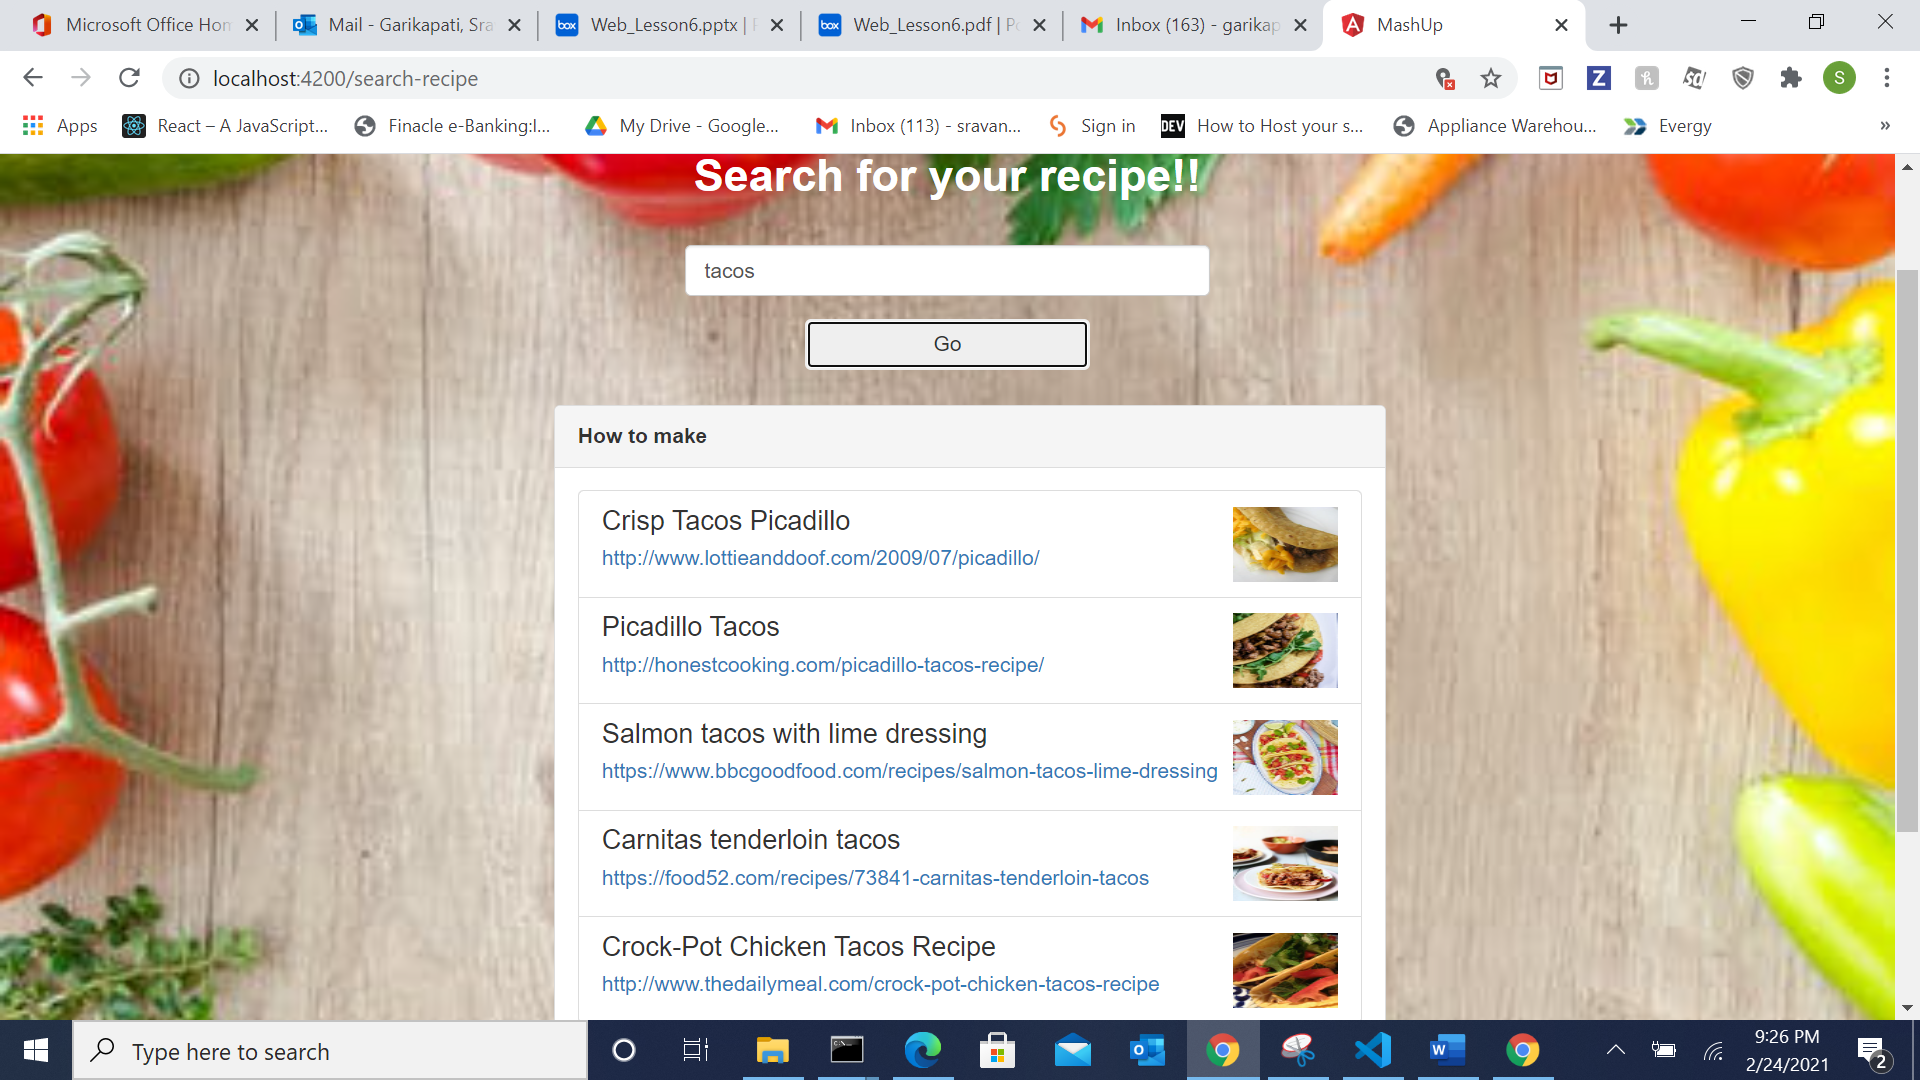 Microsoft Office Hon
Mail - Garikapati, Sra
box
Web_Lesson6.pptx |
box
Web_Lesson6.pdf | Po
Inbox (163) - garikap
MashUp
localhost:4200/search-recipe
Z
h
S
Apps
React – A JavaScript...
Finacle e-Banking:I...
My Drive - Google...
Inbox (113) - sravan...
Sign in
DEV
How to Host your s...
Appliance Warehou...
Evergy
»
Search for your recipe!!
tacos
Go
How to make
Crisp Tacos Picadillo
http://www.lottieanddoof.com/2009/07/picadillo/
Picadillo Tacos
http://honestcooking.com/picadillo-tacos-recipe/
Salmon tacos with lime dressing
https://www.bbcgoodfood.com/recipes/salmon-tacos-lime-dressing
Carnitas tenderloin tacos
https://food52.com/recipes/73841-carnitas-tenderloin-tacos
Crock-Pot Chicken Tacos Recipe
http://www.thedailymeal.com/crock-pot-chicken-tacos-recipe
Type here to search
9:26 PM
2/24/2021
2